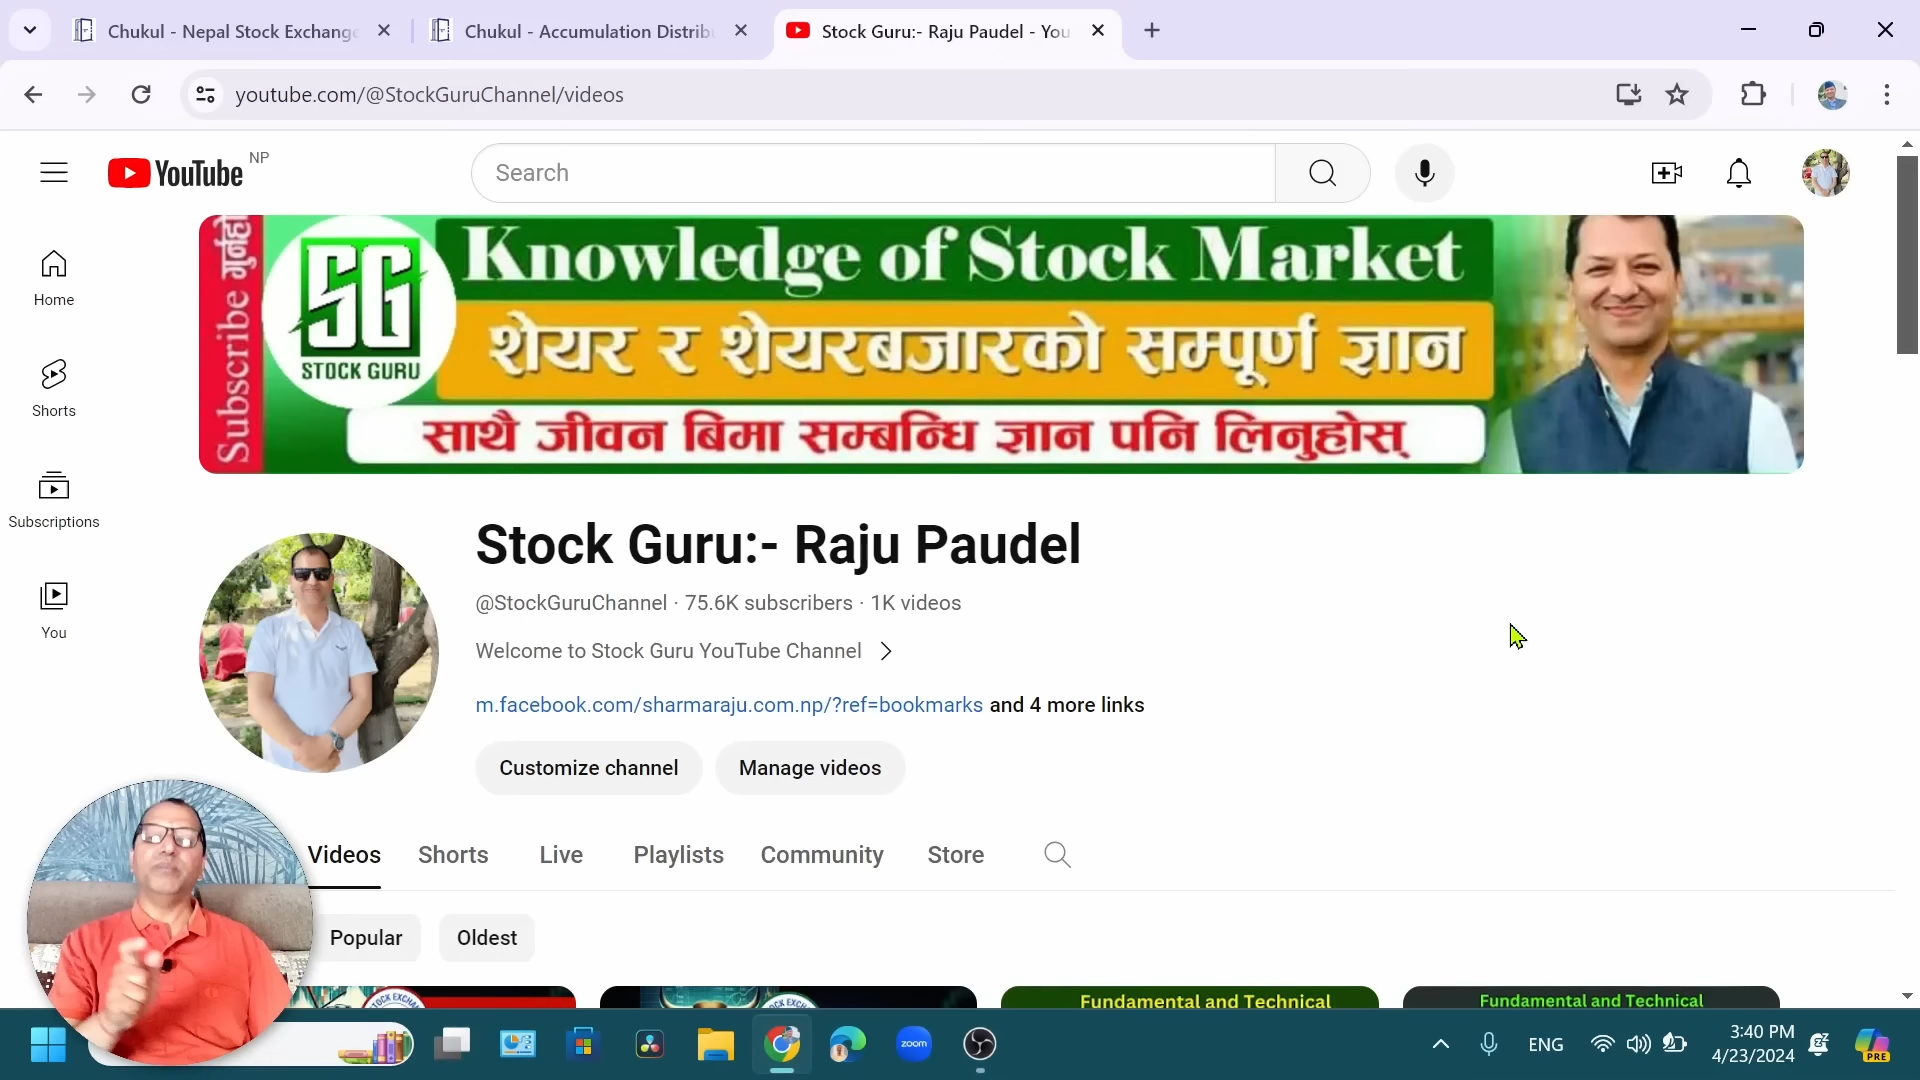 Chukul - Nepal Stock Exchange
Chukul - Accumulation Distrib
Stock Guru:- Raju Paudel - You
youtube.com/@StockGuruChannel/videos
YouTube NP
Search
Home
Shorts
Subscriptions
You
Subscribe गर्नुहो
SG
STOCK GURU
Knowledge of Stock Market
शेयर र शेयरबजारको सम्पूर्ण ज्ञान
साथै जीवन बिमा सम्बन्धि ज्ञान पनि लिनुहोस्
Stock Guru:- Raju Paudel
@StockGuruChannel · 75.6K subscribers · 1K videos
Welcome to Stock Guru YouTube Channel
m.facebook.com/sharmaraju.com.np/?ref=bookmarks and 4 more links
Customize channel
Manage videos
Videos
Shorts
Live
Playlists
Community
Store
Popular
Oldest
Fundamental and Technical
Fundamental and Technical
zoom
ENG
3:40 PM
4/23/2024
PRE